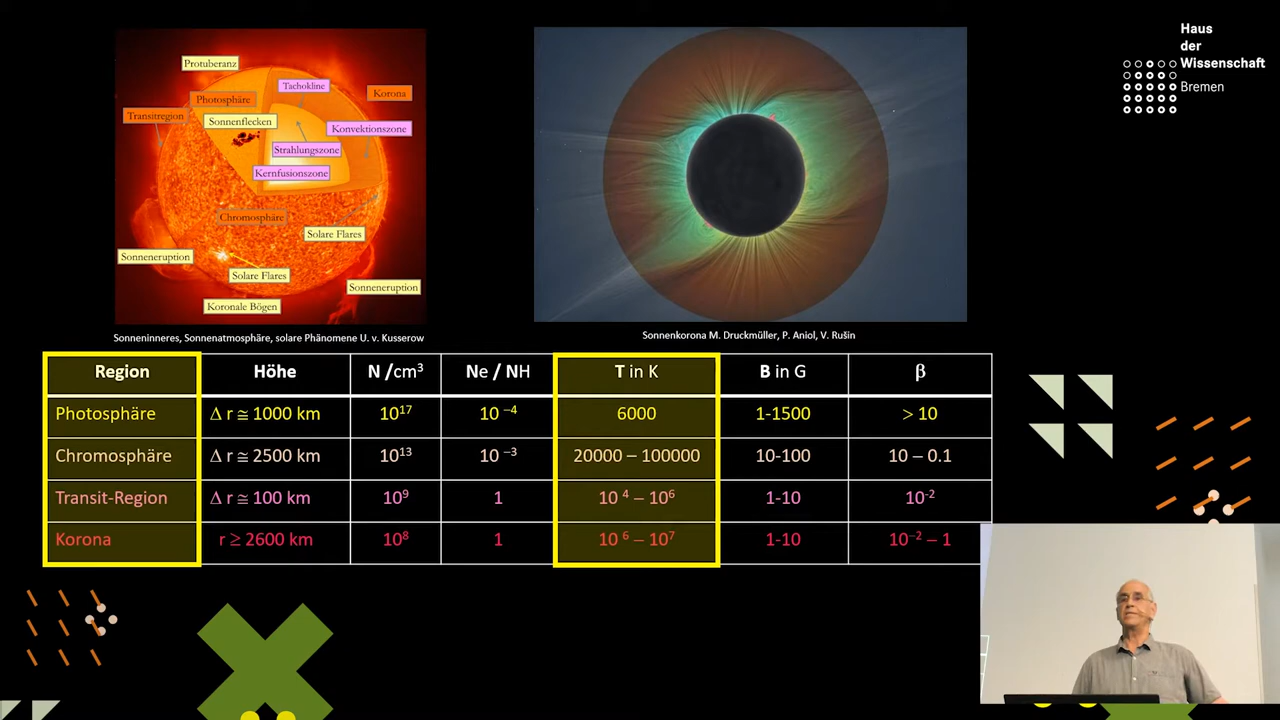 Haus
der
Wissenschaft
Bremen
Protuberanz
Tachokline
Korona
Photosphäre
Transitregion
Sonnenflecken
Konvektionszone
Strahlungszone
Kernfusionszone
Chromosphäre
Solare Flares
Sonneneruption
Solare Flares
Sonneneruption
Koronale Bögen
Sonneninneres, Sonnenatmosphäre, solare Phänomene U. v. Kusserow
Sonnenkorona M. Druckmüller, P. Aniol, V. Rušin
Region Höhe N /cm³ Ne / NH T in K B in G β
Photosphäre Δ r ≅ 1000 km 10¹⁷ 10 ⁻⁴ 6000 1-1500 > 10
Chromosphäre Δ r ≅ 2500 km 10¹³ 10 ⁻³ 20000 – 100000 10-100 10 – 0.1
Transit-Region Δ r ≅ 100 km 10⁹ 1 10 ⁴ – 10⁶ 1-10 10⁻²
Korona r ≥ 2600 km 10⁸ 1 10 ⁶ – 10⁷ 1-10 10⁻² – 1